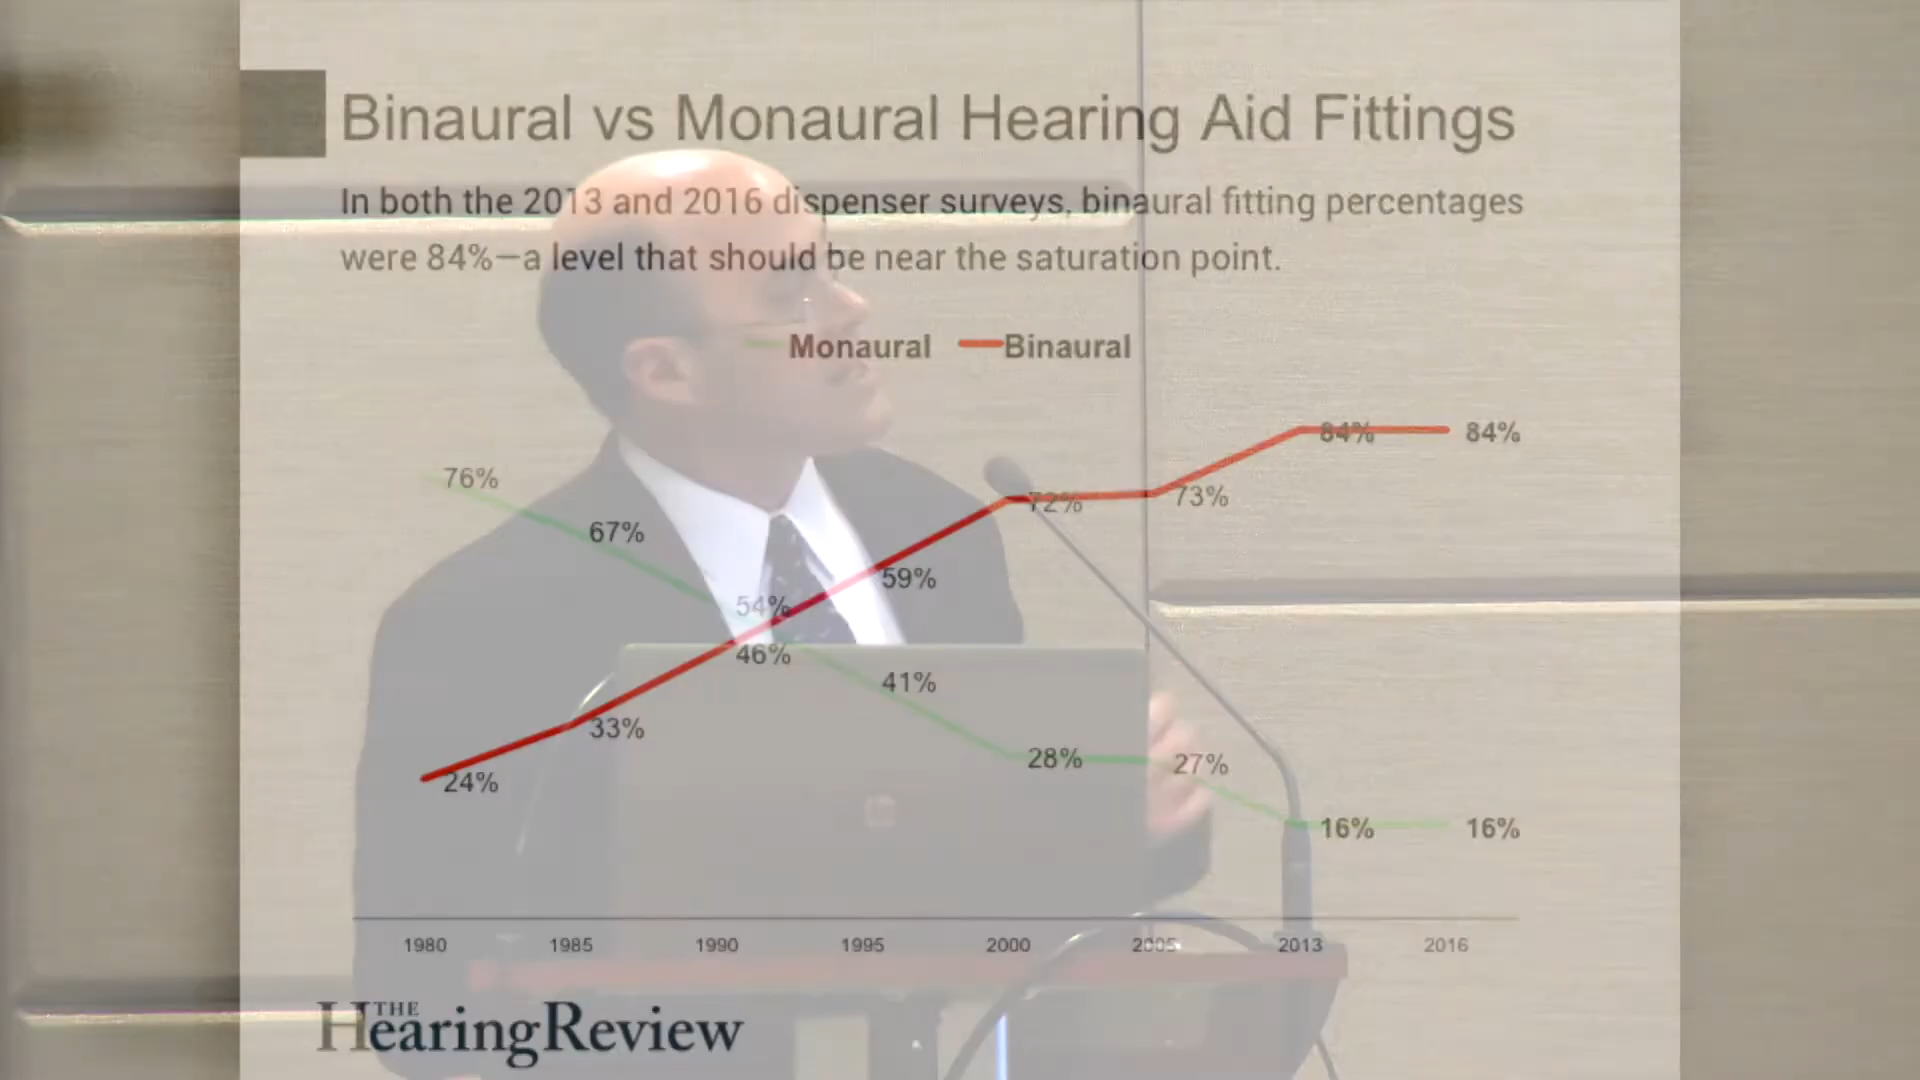 Binaural vs Monaural Hearing Aid Fittings
In both the 2013 and 2016 dispenser surveys, binaural fitting percentages
were 84%—a level that should be near the saturation point.
Monaural Binaural
84% 84%
76%
72% 73%
67%
59%
54%
46%
41%
33%
28% 27%
24%
16% 16%
1980 1985 1990 1995 2000 2005 2013 2016
THE
HearingReview